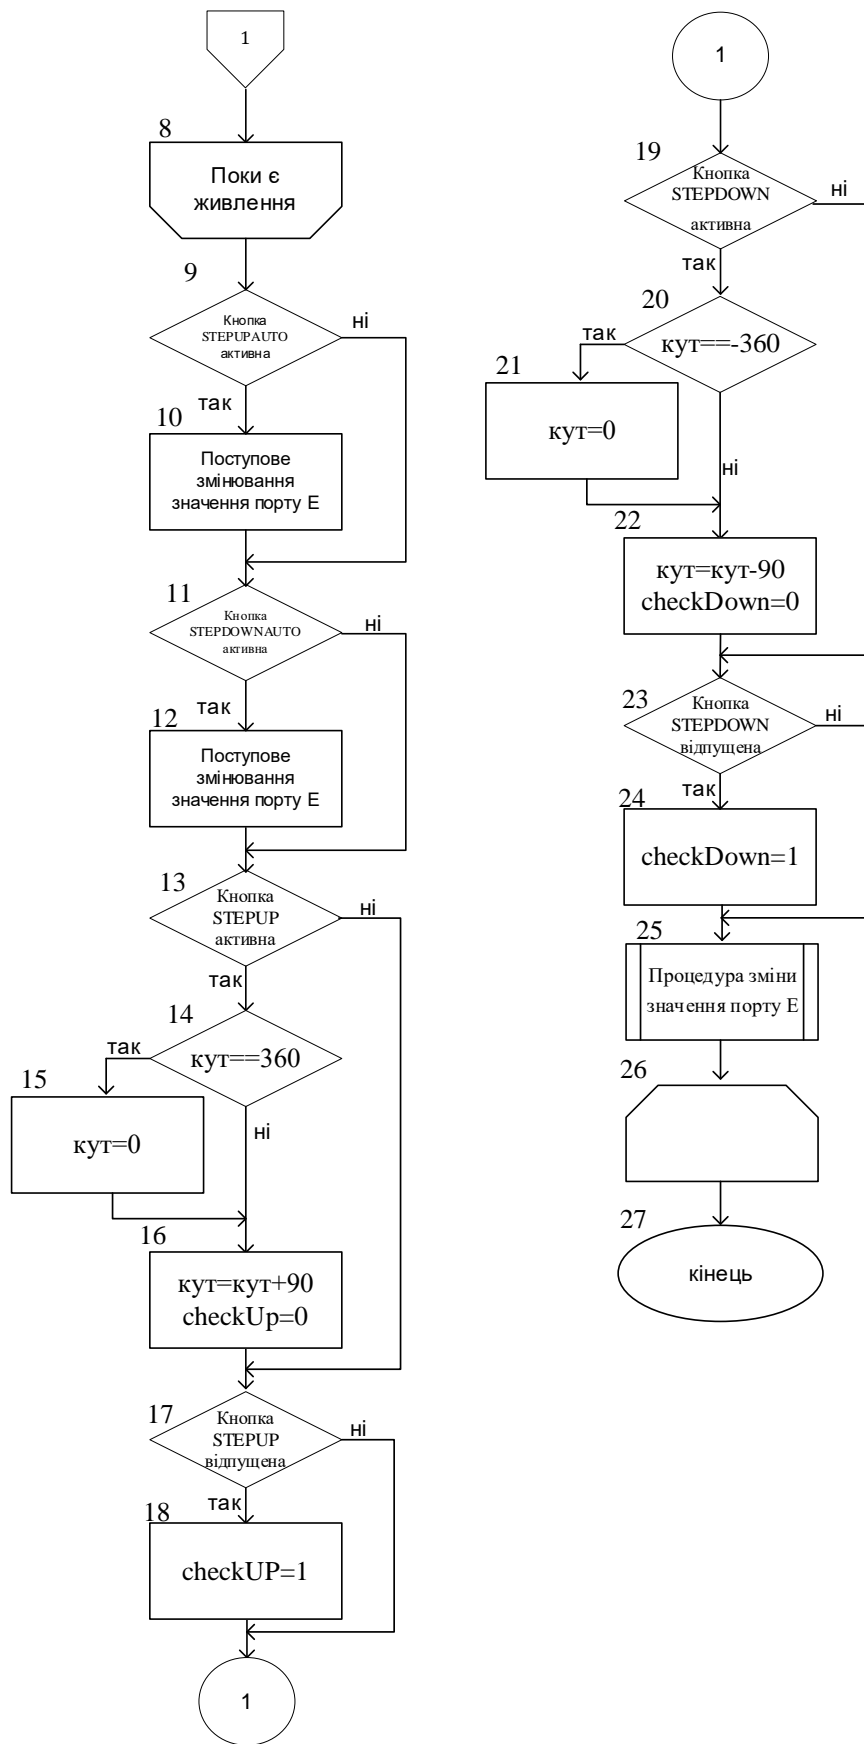 1
8
Поки є
живлення
9
Кнопка
STEPUPAUTO
активна
ні
так
10
Поступове
змінювання
значення порту Е
11
Кнопка
STEPDOWNAUTO
активна
ні
так
12
Поступове
змінювання
значення порту Е
13
Кнопка
STEPUP
активна
ні
так
14
кут==360
так
ні
15
кут=0
16
кут=кут+90
checkUp=0
17
Кнопка
STEPUP
відпущена
ні
так
18
checkUP=1
1
1
19
Кнопка
STEPDOWN
активна
ні
так
20
кут==-360
так
ні
21
кут=0
22
кут=кут-90
checkDown=0
23
Кнопка
STEPDOWN
відпущена
ні
так
24
checkDown=1
25
Процедура зміни
значення порту Е
26
27
кінець